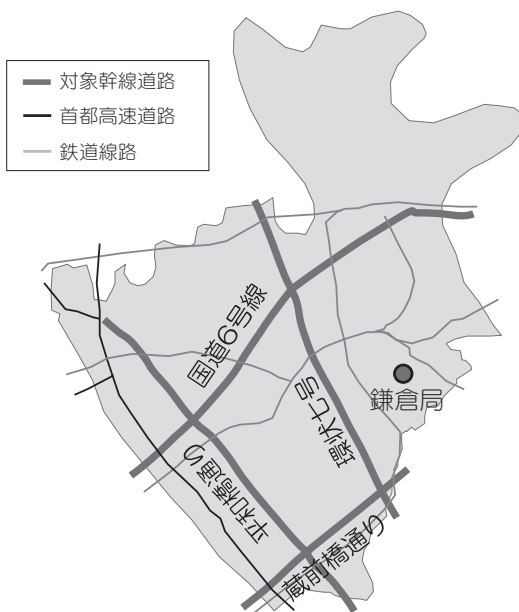 対象幹線道路
首都高速道路
鉄道線路
国道6号線
環状七号
鎌倉局
平和橋通り
蔵前橋通り